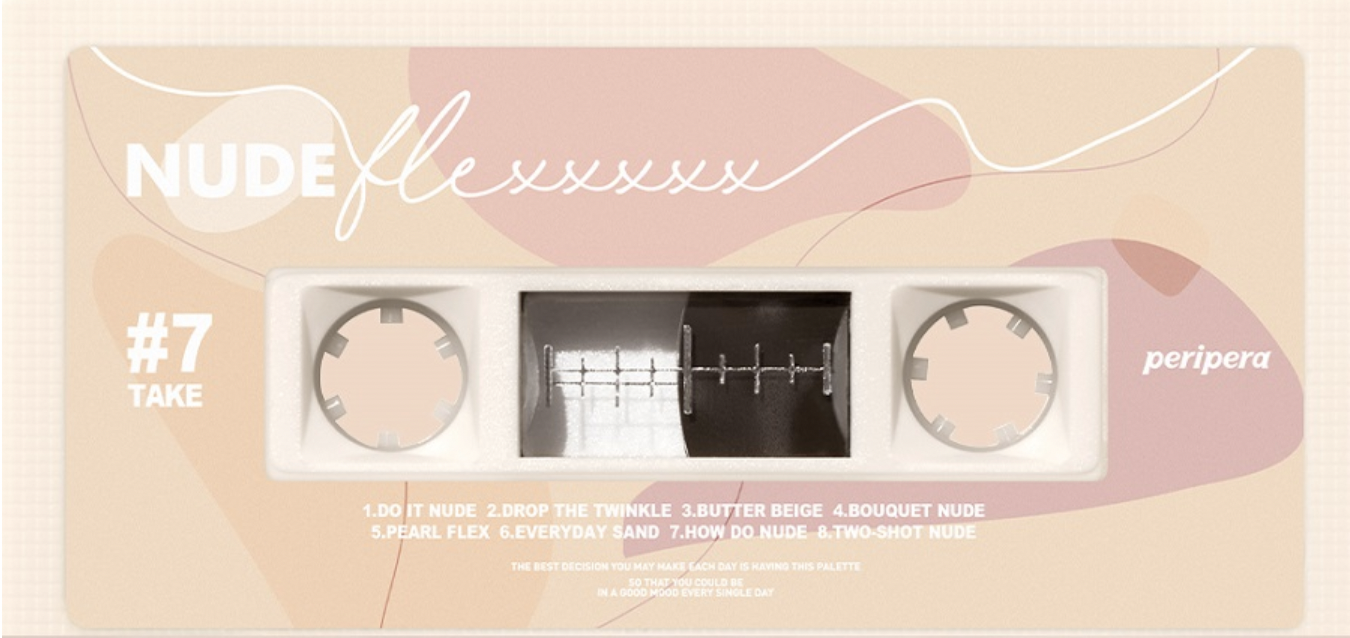 NUDE flexxxxxx
#7
TAKE
peripera
1.DO IT NUDE 2.DROP THE TWINKLE 3.BUTTER BEIGE 4.BOUQUET NUDE
5.PEARL FLEX 6.EVERYDAY SAND 7.HOW DO NUDE 8.TWO-SHOT NUDE
THE BEST DECISION YOU MAY MAKE EACH DAY IS HAVING THIS PALETTE
SO THAT YOU COULD BE
IN A GOOD MOOD EVERY SINGLE DAY